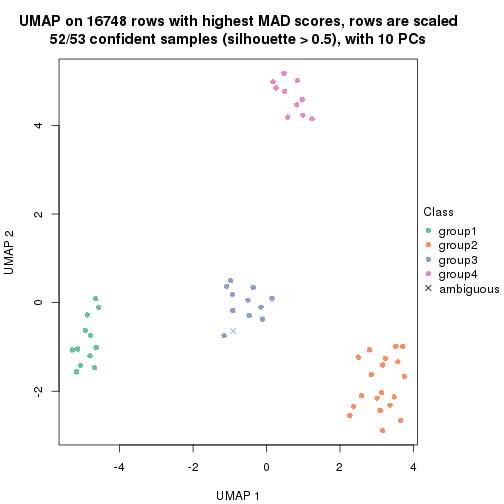 UMAP on 16748 rows with highest MAD scores, rows are scaled
52/53 confident samples (silhouette > 0.5), with 10 PCs
4
2
0
-2
UMAP 2
-4
-2
0
2
4
UMAP 1
Class
group1
group2
group3
group4
ambiguous